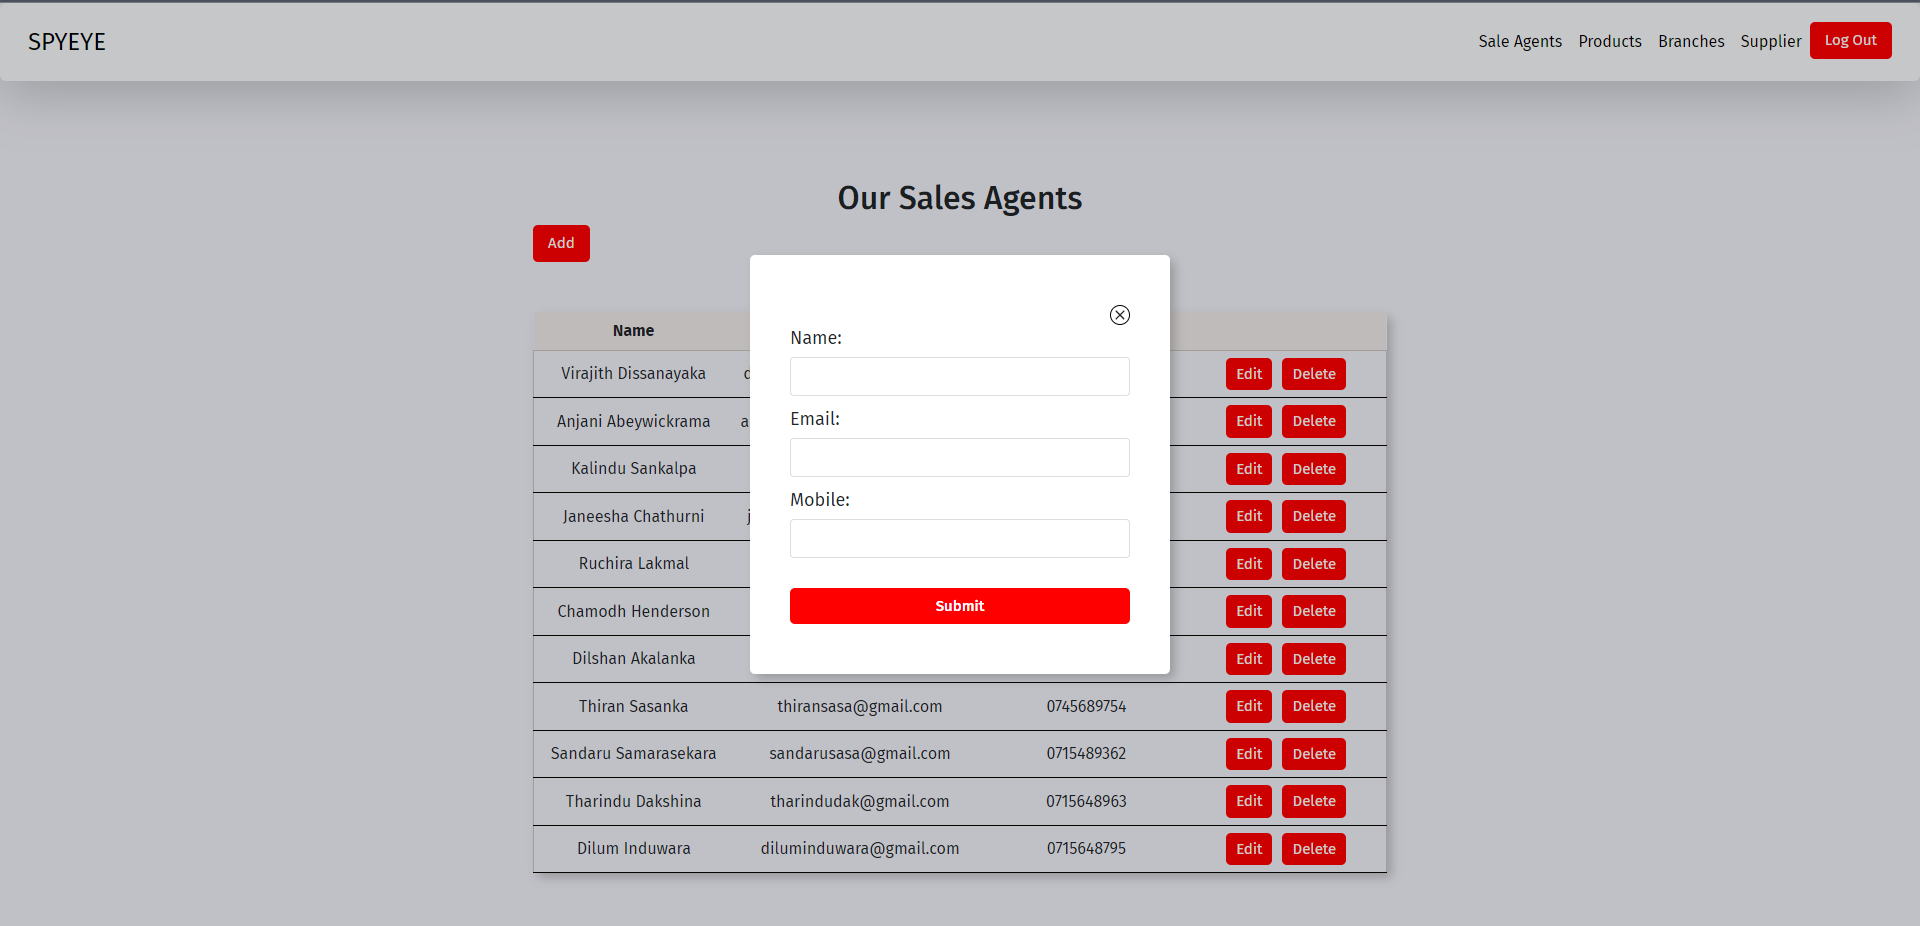 SPYEYE
Sale Agents Products Branches Supplier Log Out
Our Sales Agents
Add
Name
Virajith Dissanayaka Edit Delete
Anjani Abeywickrama Edit Delete
Kalindu Sankalpa Edit Delete
Janeesha Chathurni Edit Delete
Ruchira Lakmal Edit Delete
Chamodh Henderson Edit Delete
Dilshan Akalanka Edit Delete
Thiran Sasanka thiransasa@gmail.com 0745689754 Edit Delete
Sandaru Samarasekara sandarusasa@gmail.com 0715489362 Edit Delete
Tharindu Dakshina tharindudak@gmail.com 0715648963 Edit Delete
Dilum Induwara diluminduwara@gmail.com 0715648795 Edit Delete
Name:
Email:
Mobile:
Submit